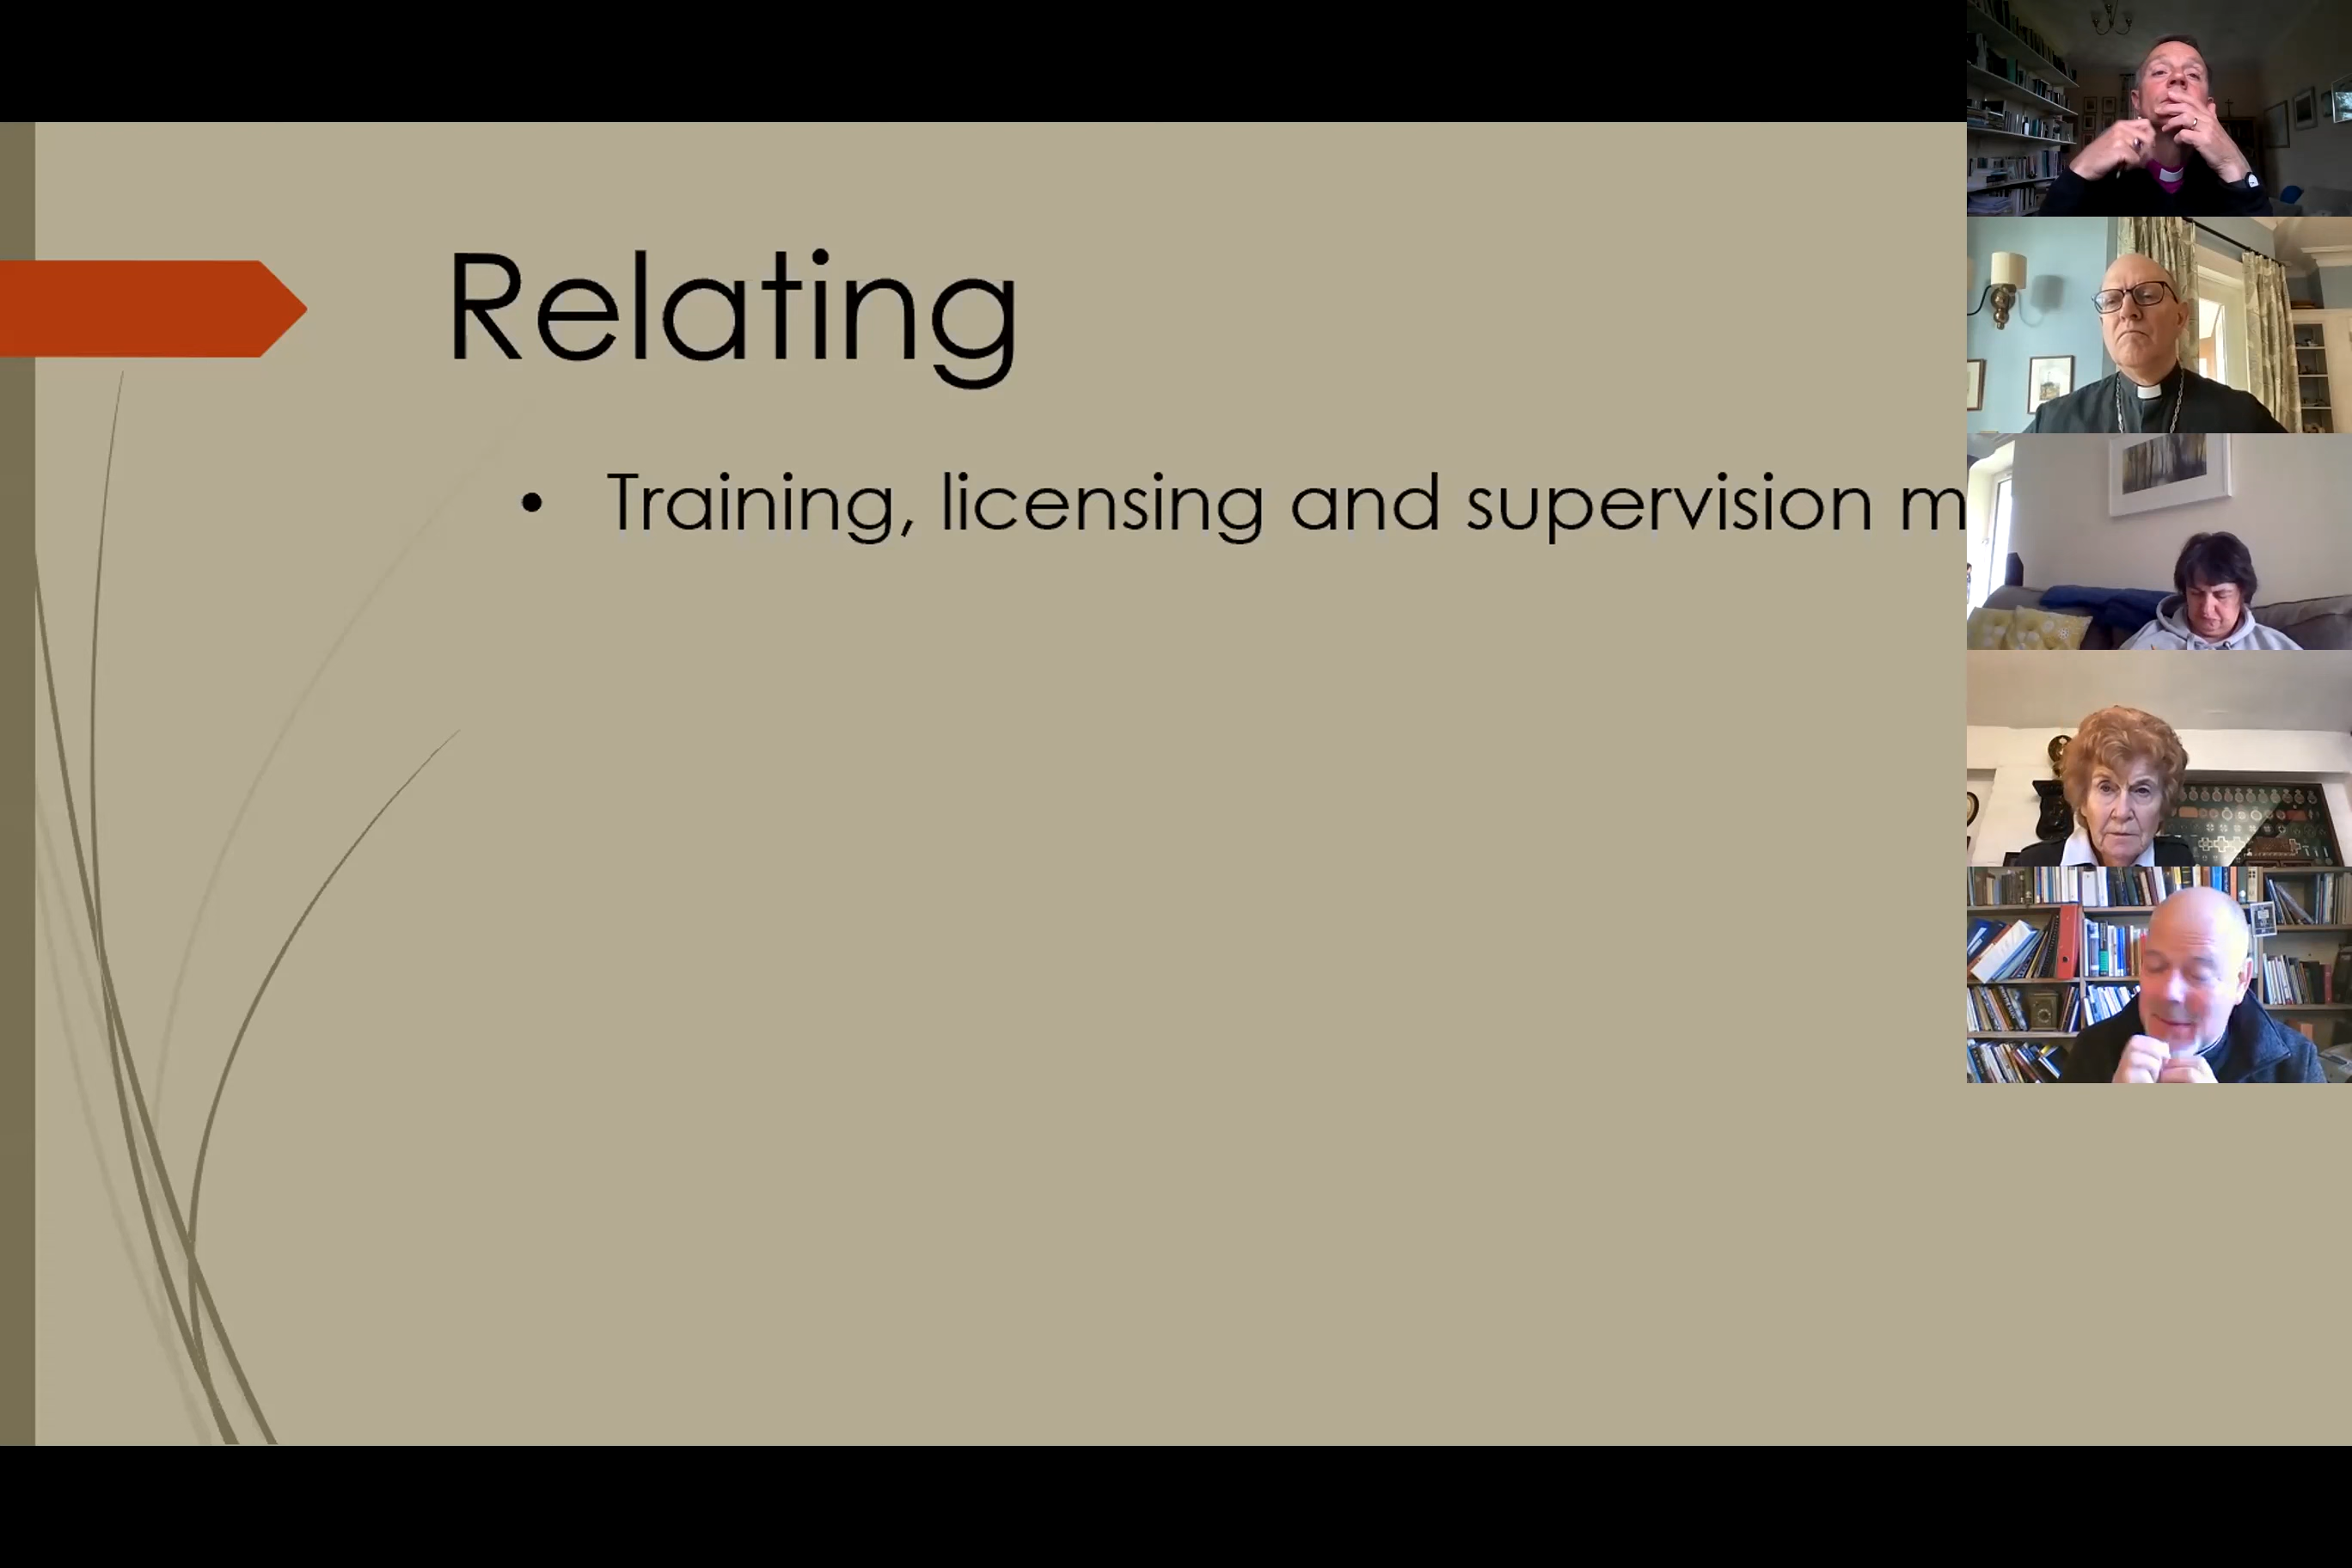 Relating
• Training, licensing and supervision m